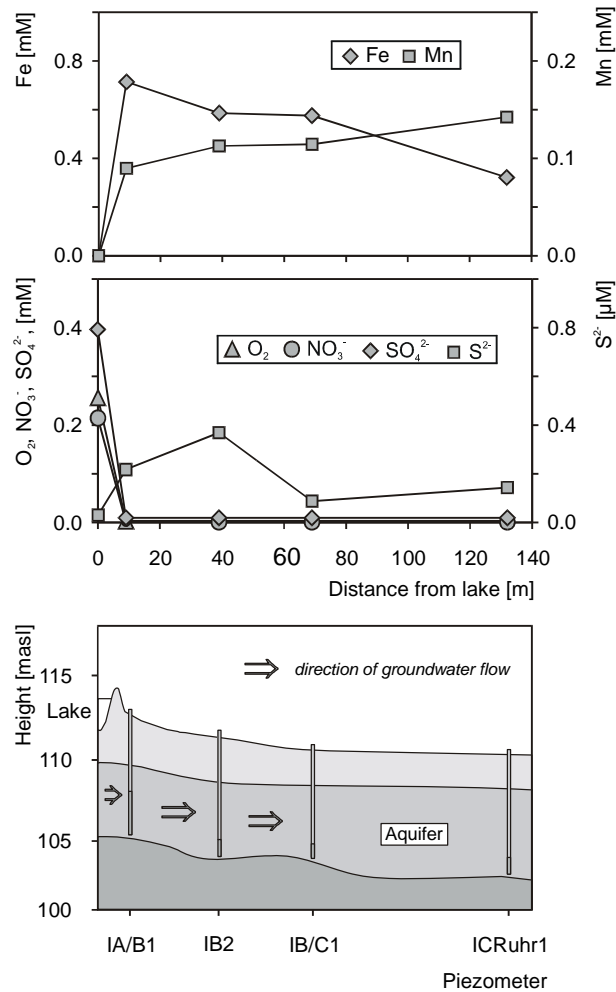 Fe [mM]
Mn [mM]
0.8
0.4
0.0
0.2
0.1
0.0
Fe Mn
O₂, NO₃⁻, SO₄²⁻, [mM]
S²⁻ [µM]
0.4
0.2
0.0
0.8
0.4
0.0
O₂ NO₃⁻ SO₄²⁻ S²⁻
0 20 40 60 80 100 120 140
Distance from lake [m]
Height [masl]
115
Lake
110
105
100
direction of groundwater flow
Aquifer
IA/B1 IB2 IB/C1 ICRuhr1
Piezometer